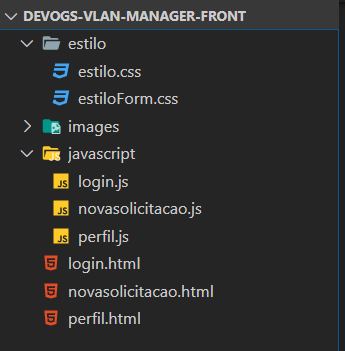 DEVOGS-VLAN-MANAGER-FRONT
estilo
estilo.css
estiloForm.css
images
javascript
JS login.js
JS novasolicitacao.js
JS perfil.js
login.html
novasolicitacao.html
perfil.html